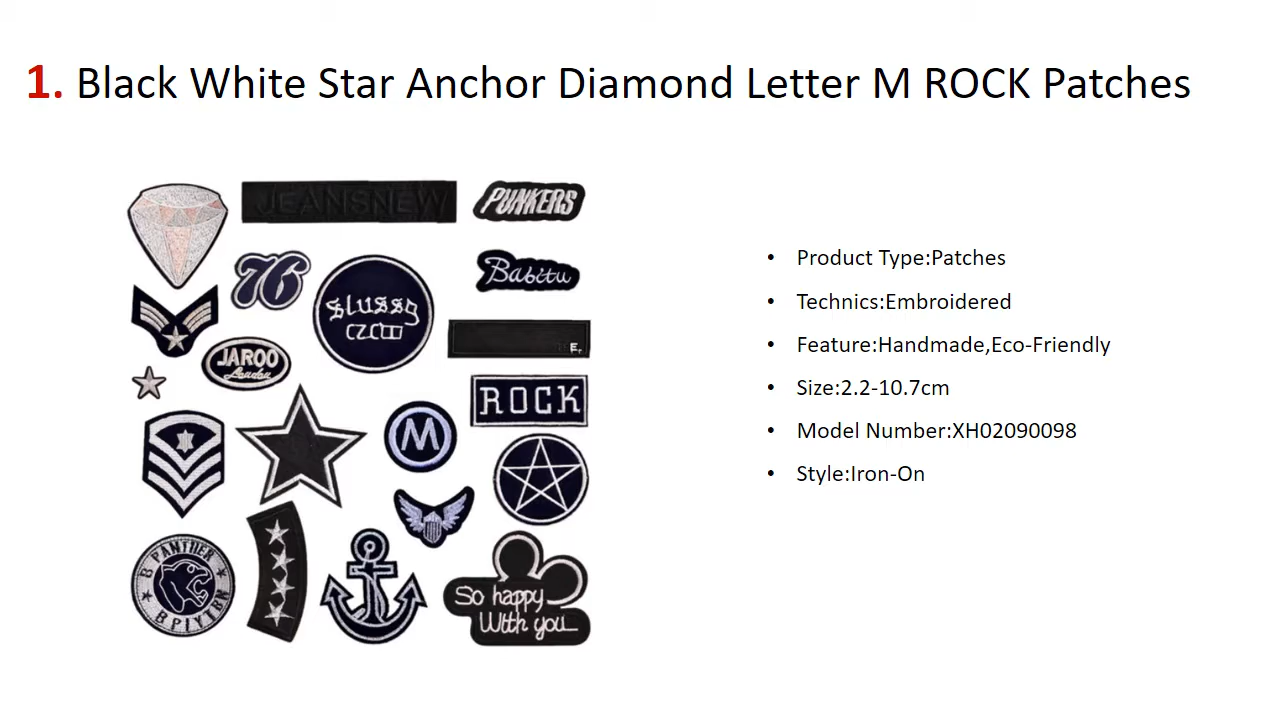 1. Black White Star Anchor Diamond Letter M ROCK Patches
JEANSNEW
PUNKERS
76
Babitu
JAROO
London
ROCK
M
B PANTHER
So happy
With you
• Product Type:Patches
• Technics:Embroidered
• Feature:Handmade,Eco-Friendly
• Size:2.2-10.7cm
• Model Number:XH02090098
• Style:Iron-On